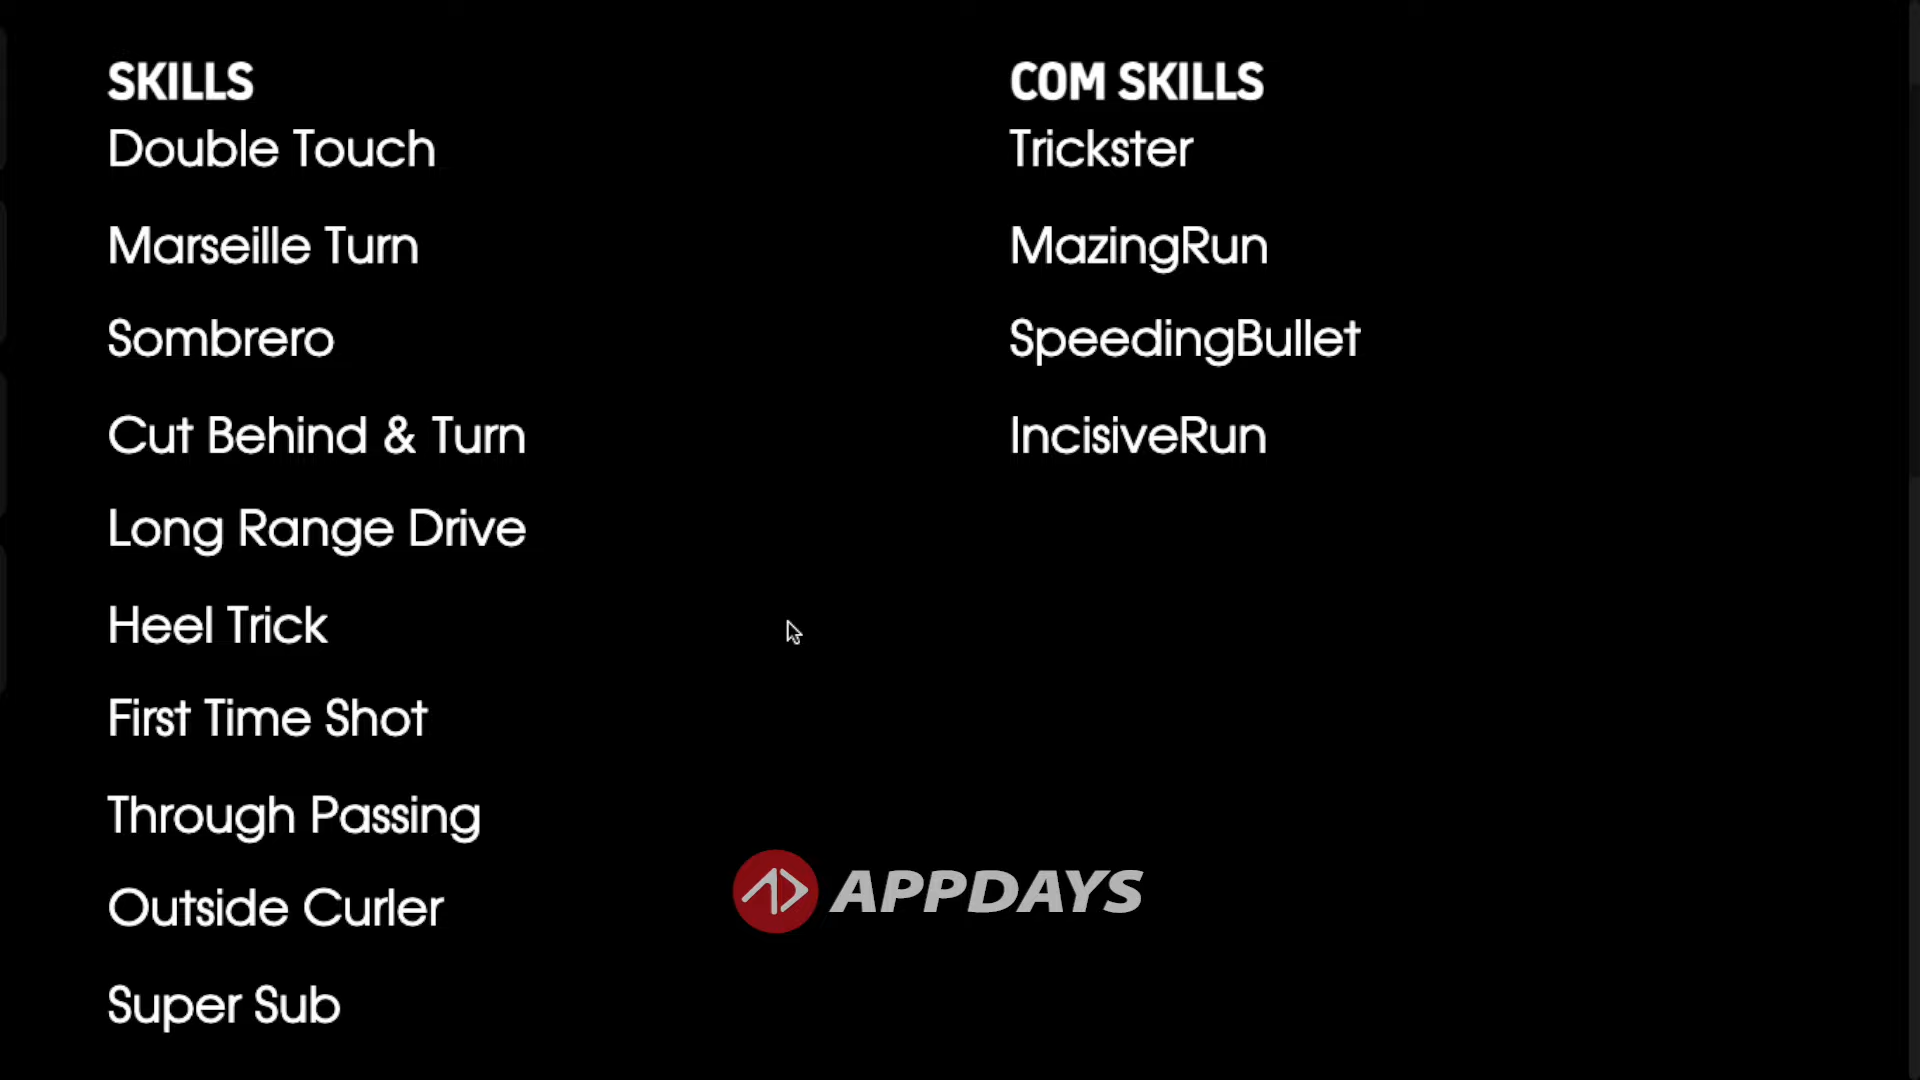 SKILLS
Double Touch
Marseille Turn
Sombrero
Cut Behind & Turn
Long Range Drive
Heel Trick
First Time Shot
Through Passing
Outside Curler
Super Sub
COM SKILLS
Trickster
MazingRun
SpeedingBullet
IncisiveRun
APPDAYS